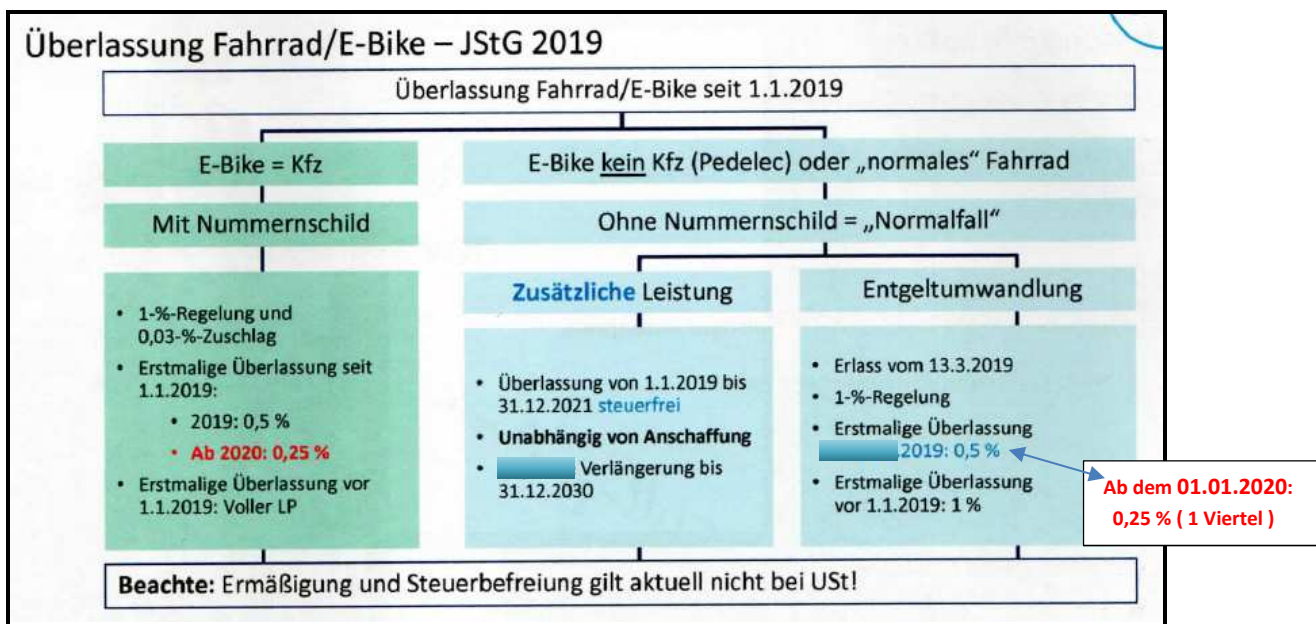 Überlassung Fahrrad/E-Bike – JStG 2019
Überlassung Fahrrad/E-Bike seit 1.1.2019
E-Bike = Kfz
E-Bike kein Kfz (Pedelec) oder „normales“ Fahrrad
Mit Nummernschild
Ohne Nummernschild = „Normalfall“
• 1-%-Regelung und
0,03-%-Zuschlag
• Erstmalige Überlassung seit
1.1.2019:
• 2019: 0,5 %
• Ab 2020: 0,25 %
• Erstmalige Überlassung vor
1.1.2019: Voller LP
Zusätzliche Leistung
• Überlassung von 1.1.2019 bis
31.12.2021 steuerfrei
• Unabhängig von Anschaffung
• Verlängerung bis
31.12.2030
Entgeltumwandlung
• Erlass vom 13.3.2019
• 1-%-Regelung
• Erstmalige Überlassung
.2019: 0,5 %
• Erstmalige Überlassung
vor 1.1.2019: 1 %
Ab dem 01.01.2020:
0,25 % ( 1 Viertel )
Beachte: Ermäßigung und Steuerbefreiung gilt aktuell nicht bei USt!